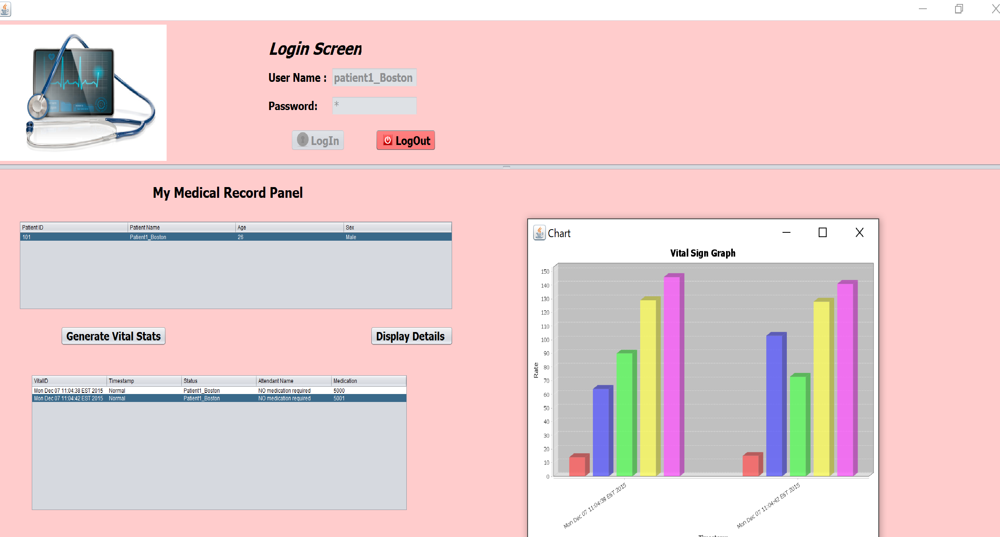 Login Screen
User Name : patient1_Boston
Password: *
LogIn LogOut
My Medical Record Panel
Patient ID Patient Name Age Sex
101 Patient1_Boston 26 Male
Generate Vital Stats Display Details
VitalID Timestamp Status Attendant Name Medication
Mon Dec 07 11:04:38 EST 2015 Normal Patient1_Boston NO medication required 5000
Mon Dec 07 11:04:42 EST 2015 Normal Patient1_Boston NO medication required 5001
Chart
Vital Sign Graph
150
140
130
120
110
100
90
80
70
60
50
40
30
20
10
0
Rate
Mon Dec 07 11:04:38 EST 2015
Mon Dec 07 11:04:42 EST 2015
Timestamp